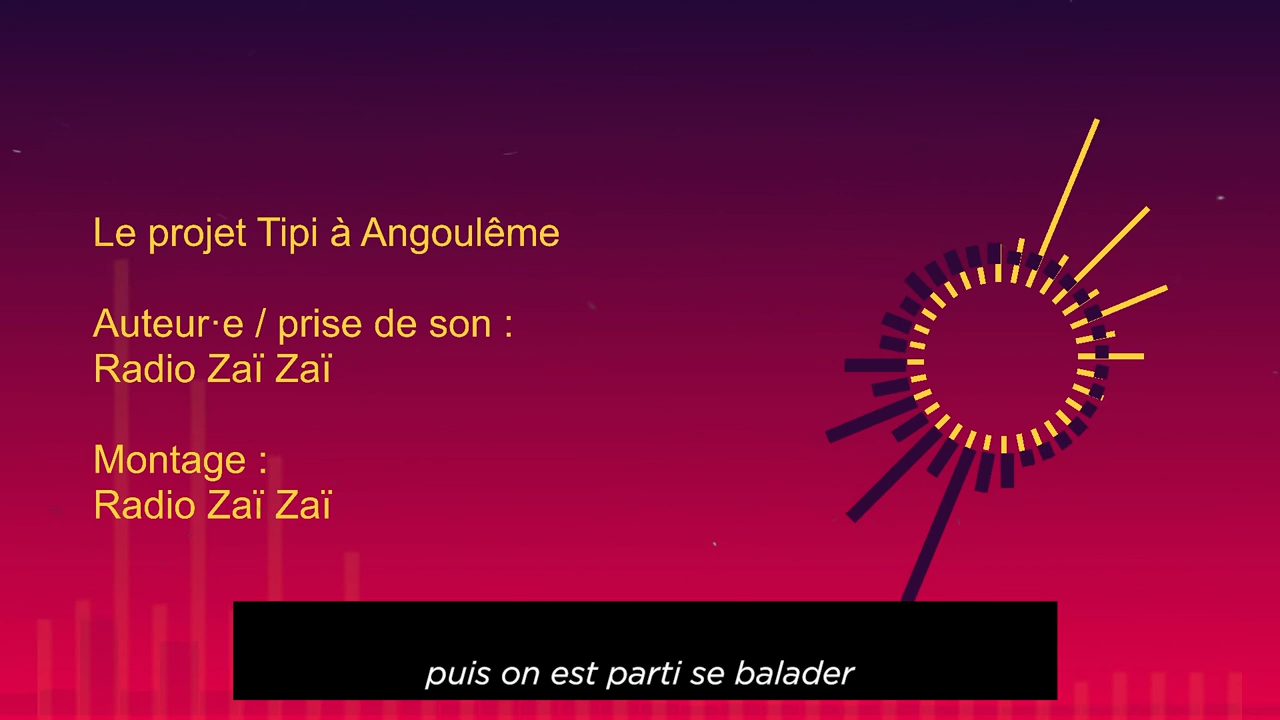 Le projet Tipi à Angoulême
Auteur·e / prise de son :
Radio Zaï Zaï
Montage :
Radio Zaï Zaï
puis on est parti se balader